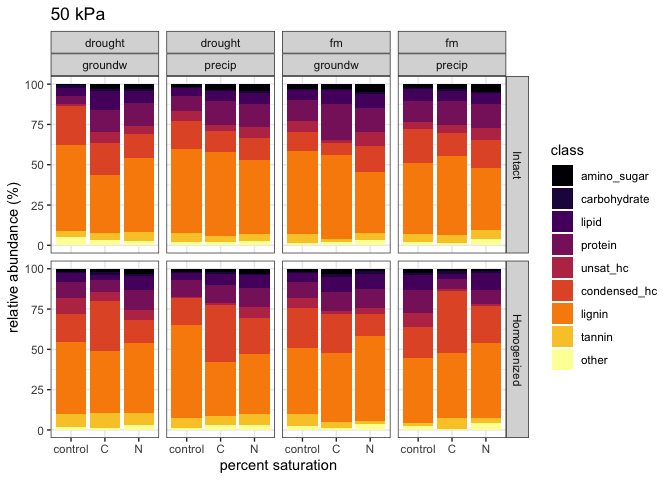 50 kPa
drought drought fm fm
groundw precip groundw precip
100
75
50
25
0
Intact
100
75
50
25
0
Homogenized
control C N control C N control C N control C N
percent saturation
relative abundance (%)
class
amino_sugar
carbohydrate
lipid
protein
unsat_hc
condensed_hc
lignin
tannin
other